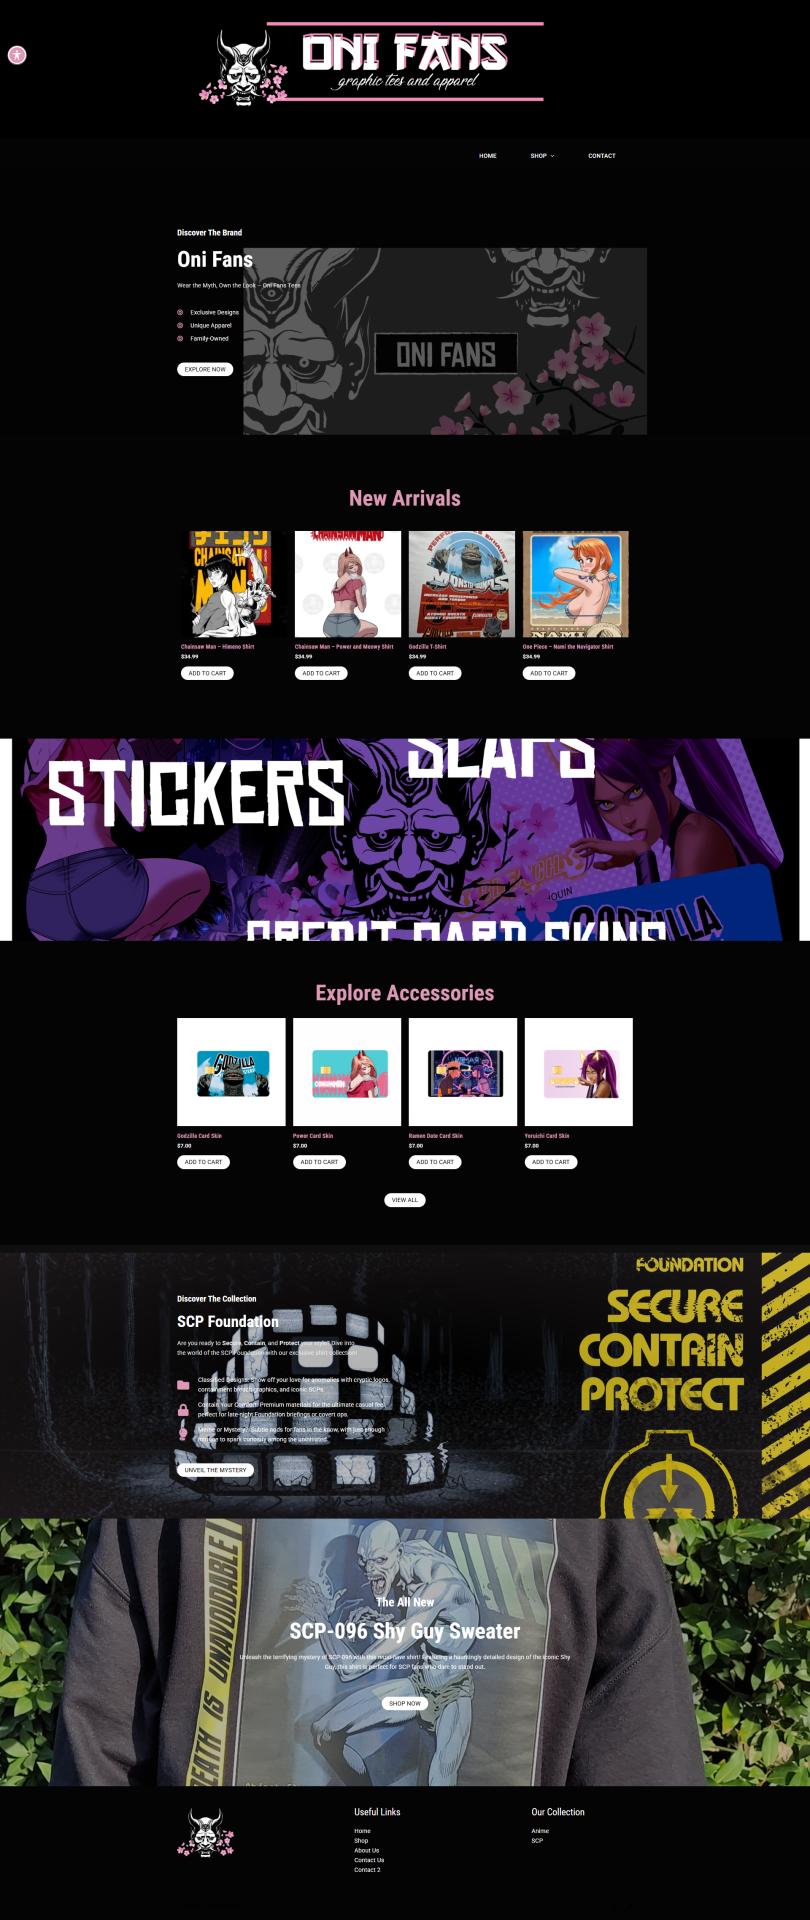 ONI FANS
graphic tees and apparel
HOME
SHOP
CONTACT
Discover The Brand
Oni Fans
Wear the Myth, Own the Look – Oni Fans Tees
Exclusive Designs
Unique Apparel
Family-Owned
EXPLORE NOW
ONI FANS
New Arrivals
CHAINSAW
CHAINSAW MAN
MONSTER
NAMI
Chainsaw Man – Himeno Shirt
$34.99
ADD TO CART
Chainsaw Man – Power and Meowy Shirt
$34.99
ADD TO CART
Godzilla T-Shirt
$34.99
ADD TO CART
One Piece – Nami the Navigator Shirt
$34.99
ADD TO CART
SLAPS
STICKERS
GODZILLA
CREDIT CARD SKINS
Explore Accessories
GODZILLA
Godzilla Card Skin
$7.00
ADD TO CART
Power Card Skin
$7.00
ADD TO CART
Ramen Date Card Skin
$7.00
ADD TO CART
Yoruichi Card Skin
$7.00
ADD TO CART
VIEW ALL
Discover The Collection
SCP Foundation
Are you ready to Secure, Contain, and Protect your style? Dive into
the world of the SCP Foundation with our exclusive shirt collection!
Classified Designs: Show off your love for anomalies with cryptic logos,
containment breach graphics, and iconic SCPs.
Contain Your Comfort: Premium materials for the ultimate casual feel,
perfect for late-night Foundation briefings or covert ops.
Meme or Mystery? Subtle nods for fans in the know, with just enough
intrigue to spark curiosity among the uninitiated.
UNVEIL THE MYSTERY
FOUNDATION
SECURE
CONTAIN
PROTECT
DEATH IS UNAVOIDABLE
The All New
SCP-096 Shy Guy Sweater
Unleash the terrifying mystery of SCP-096 with this must-have shirt! Featuring a hauntingly detailed design of the iconic Shy
Guy, this shirt is perfect for SCP fans who dare to stand out.
SHOP NOW
Useful Links
Home
Shop
About Us
Contact Us
Contact 2
Our Collection
Anime
SCP